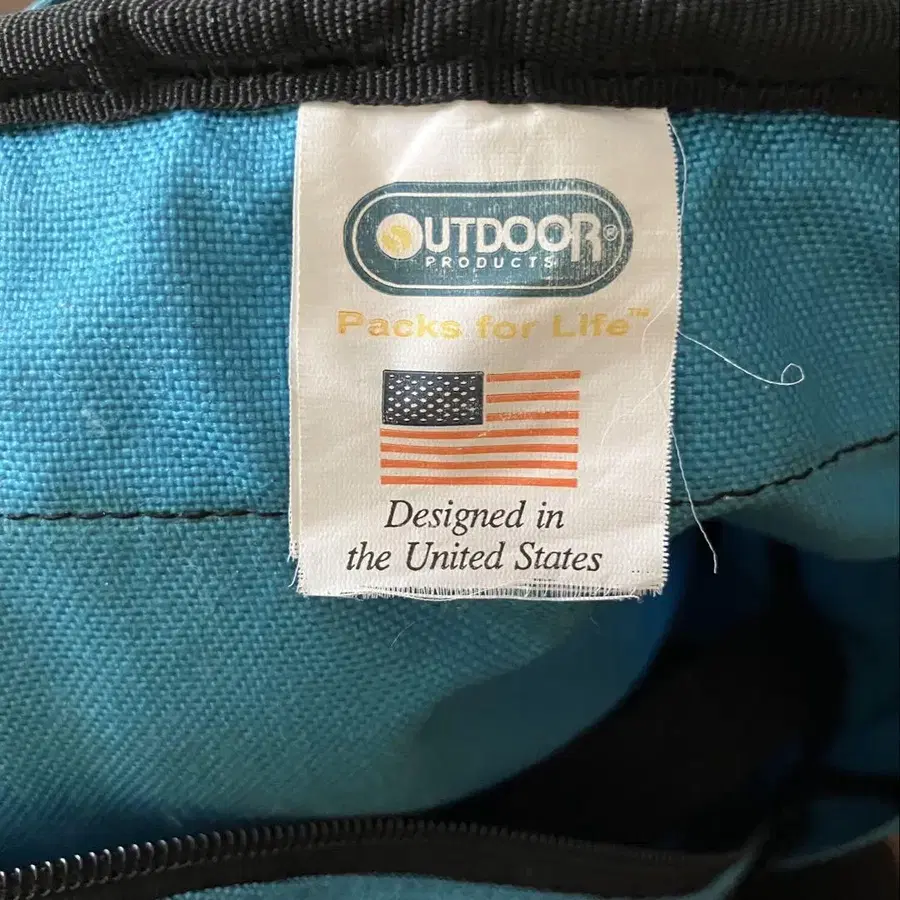 OUTDOOR®
PRODUCTS
Packs for Life™
Designed in
the United States